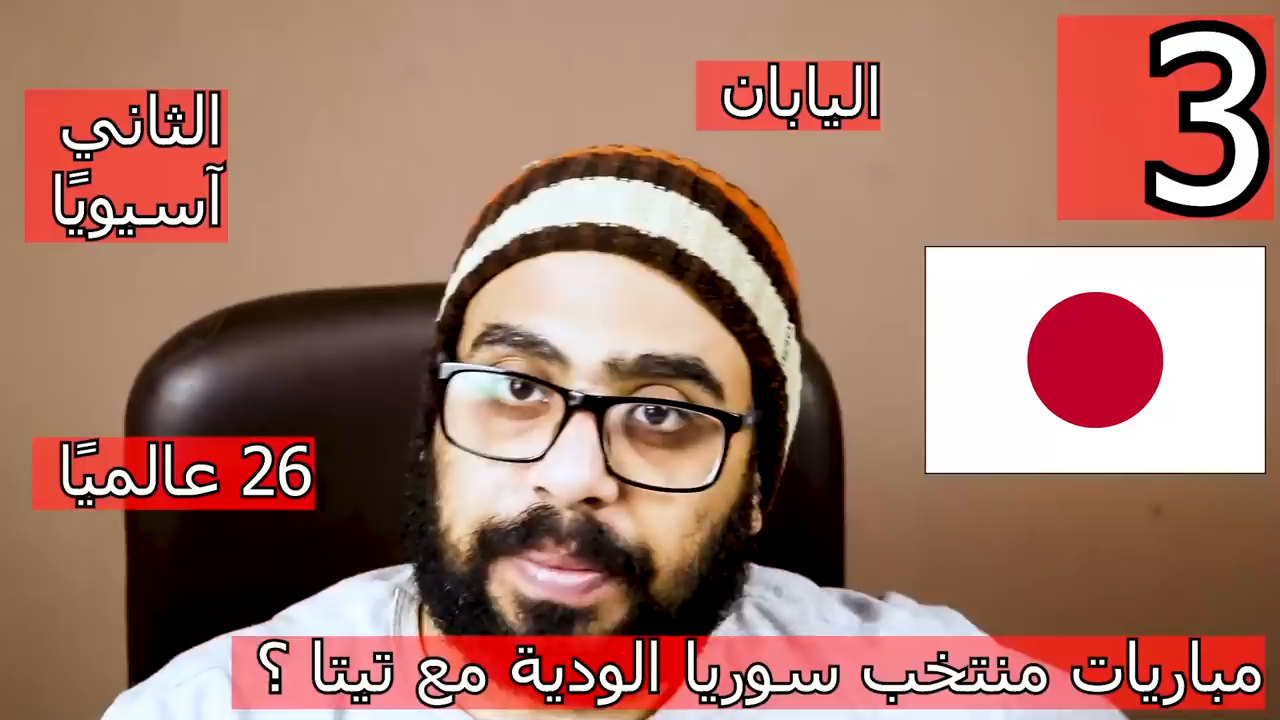 3
اليابان
الثاني
آسيويًا
26 عالميًا
مباريات منتخب سوريا الودية مع تيتا ؟